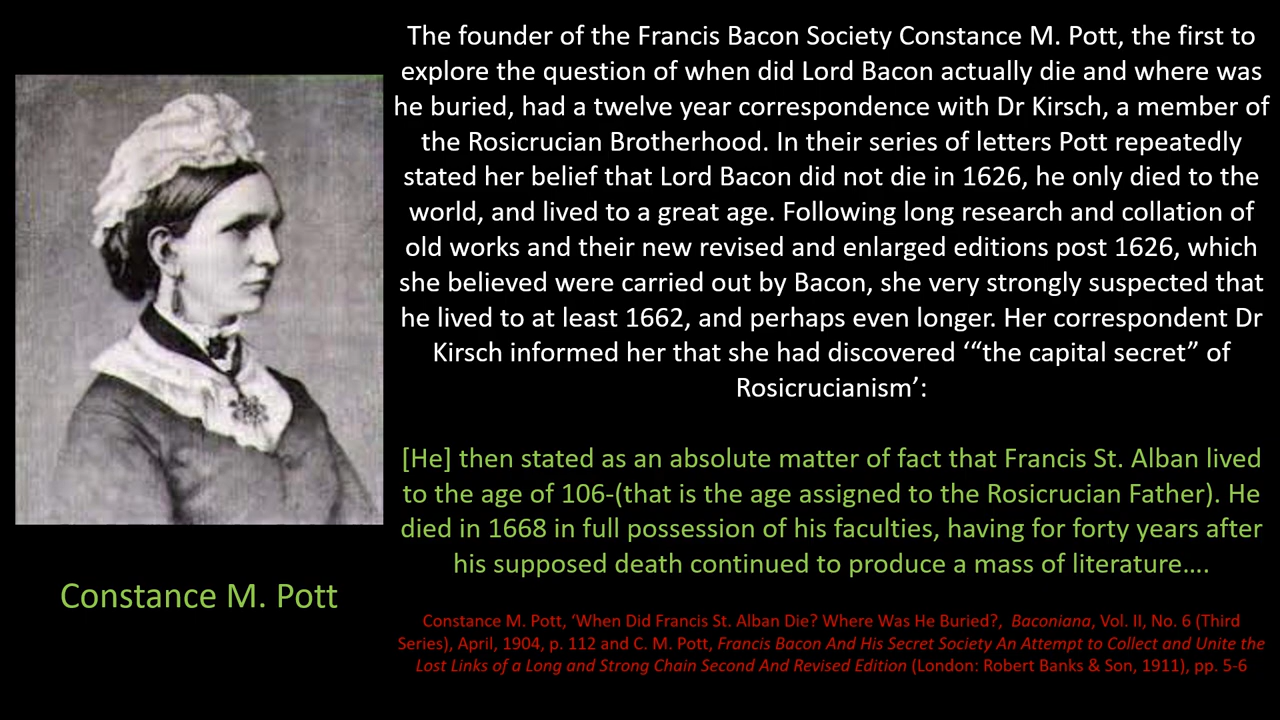 The founder of the Francis Bacon Society Constance M. Pott, the first to
explore the question of when did Lord Bacon actually die and where was
he buried, had a twelve year correspondence with Dr Kirsch, a member of
the Rosicrucian Brotherhood. In their series of letters Pott repeatedly
stated her belief that Lord Bacon did not die in 1626, he only died to the
world, and lived to a great age. Following long research and collation of
old works and their new revised and enlarged editions post 1626, which
she believed were carried out by Bacon, she very strongly suspected that
he lived to at least 1662, and perhaps even longer. Her correspondent Dr
Kirsch informed her that she had discovered ‘“the capital secret” of
Rosicrucianism’:
[He] then stated as an absolute matter of fact that Francis St. Alban lived
to the age of 106-(that is the age assigned to the Rosicrucian Father). He
died in 1668 in full possession of his faculties, having for forty years after
his supposed death continued to produce a mass of literature….
Constance M. Pott
Constance M. Pott, ‘When Did Francis St. Alban Die? Where Was He Buried?, Baconiana, Vol. II, No. 6 (Third
Series), April, 1904, p. 112 and C. M. Pott, Francis Bacon And His Secret Society An Attempt to Collect and Unite the
Lost Links of a Long and Strong Chain Second And Revised Edition (London: Robert Banks & Son, 1911), pp. 5-6